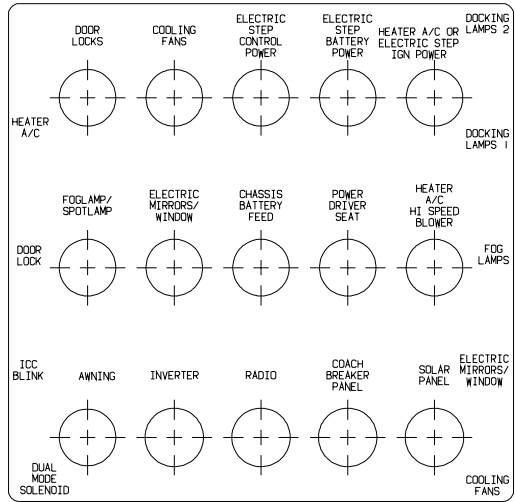 DOOR
LOCKS
COOLING
FANS
ELECTRIC
STEP
CONTROL
POWER
ELECTRIC
STEP
BATTERY
POWER
HEATER A/C OR
ELECTRIC STEP
IGN POWER
DOCKING
LAMPS 2
HEATER
A/C
DOCKING
LAMPS 1
FOGLAMP/
SPOTLAMP
ELECTRIC
MIRRORS/
WINDOW
CHASSIS
BATTERY
FEED
POWER
DRIVER
SEAT
HEATER
A/C
HI SPEED
BLOWER
DOOR
LOCK
FOG
LAMPS
ICC
BLINK
AWNING
INVERTER
RADIO
COACH
BREAKER
PANEL
SOLAR
PANEL
ELECTRIC
MIRRORS/
WINDOW
DUAL
MODE
SOLENOID
COOLING
FANS